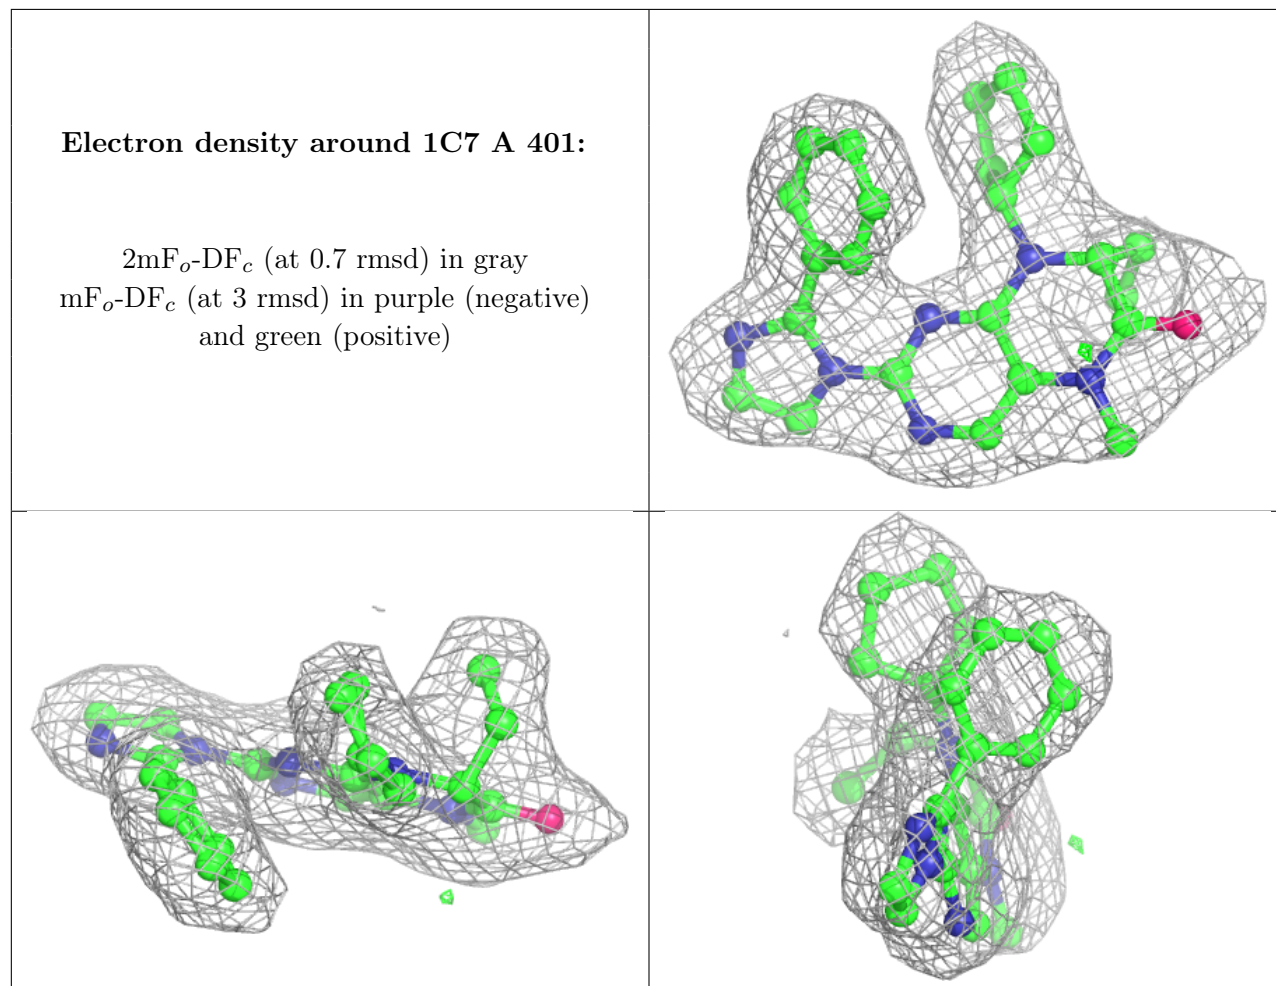 Electron density around 1C7 A 401:
2mFo-DFc (at 0.7 rmsd) in gray
mFo-DFc (at 3 rmsd) in purple (negative)
and green (positive)